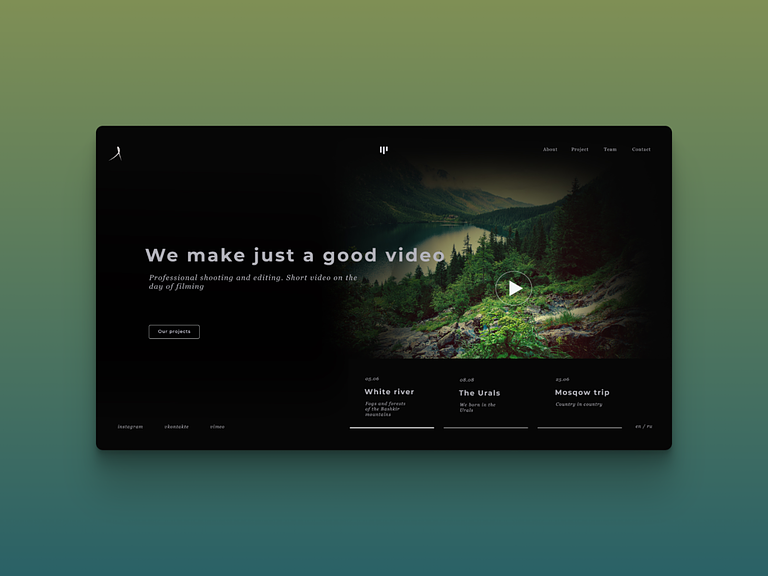 About Project Team Contact
We make just a good video
Professional shooting and editing. Short video on the
day of filming
Our projects
05.06
White river
Fogs and forests
of the Bashkir
mountains
08.08
The Urals
We born in the
Urals
25.06
Mosqow trip
Country in country
instagram vkontakte vimeo
en / ru